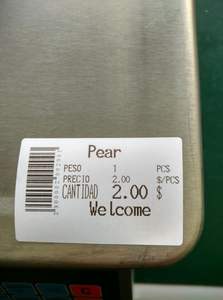 Pear
PESO 1 PCS
PRECIO 2.00 $/PCS
CANTIDAD 2.00 $
Welcome
C